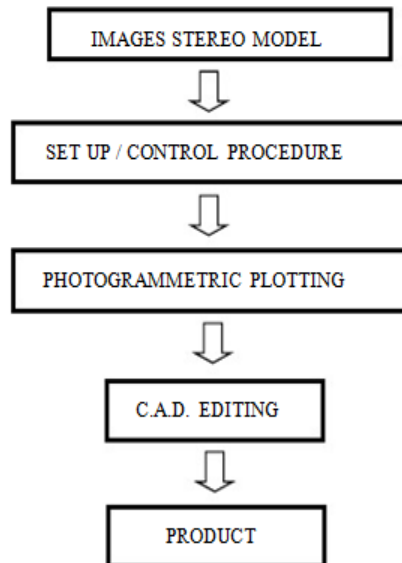 IMAGES STEREO MODEL
SET UP / CONTROL PROCEDURE
PHOTOGRAMMETRIC PLOTTING
C.A.D. EDITING
PRODUCT